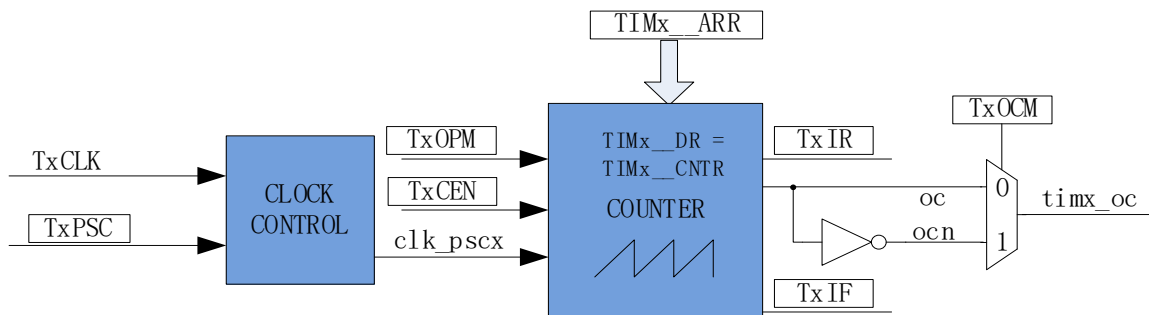 TIMx__ARR
TxCLK
TxPSC
CLOCK
CONTROL
TxOPM
TxCEN
clk_pscx
TIMx__DR =
TIMx__CNTR
COUNTER
TxIR
TxIF
oc
ocn
TxOCM
0
1
timx_oc